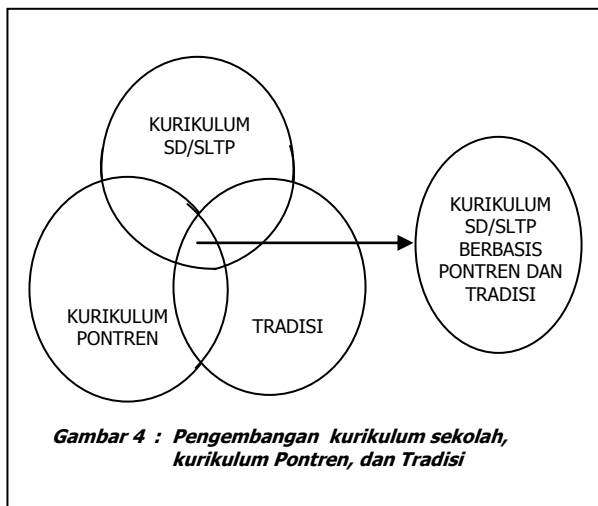 KURIKULUM
SD/SLTP
KURIKULUM
PONTREN
TRADISI
KURIKULUM
SD/SLTP
BERBASIS
PONTREN DAN
TRADISI
Gambar 4 : Pengembangan kurikulum sekolah,
kurikulum Pontren, dan Tradisi